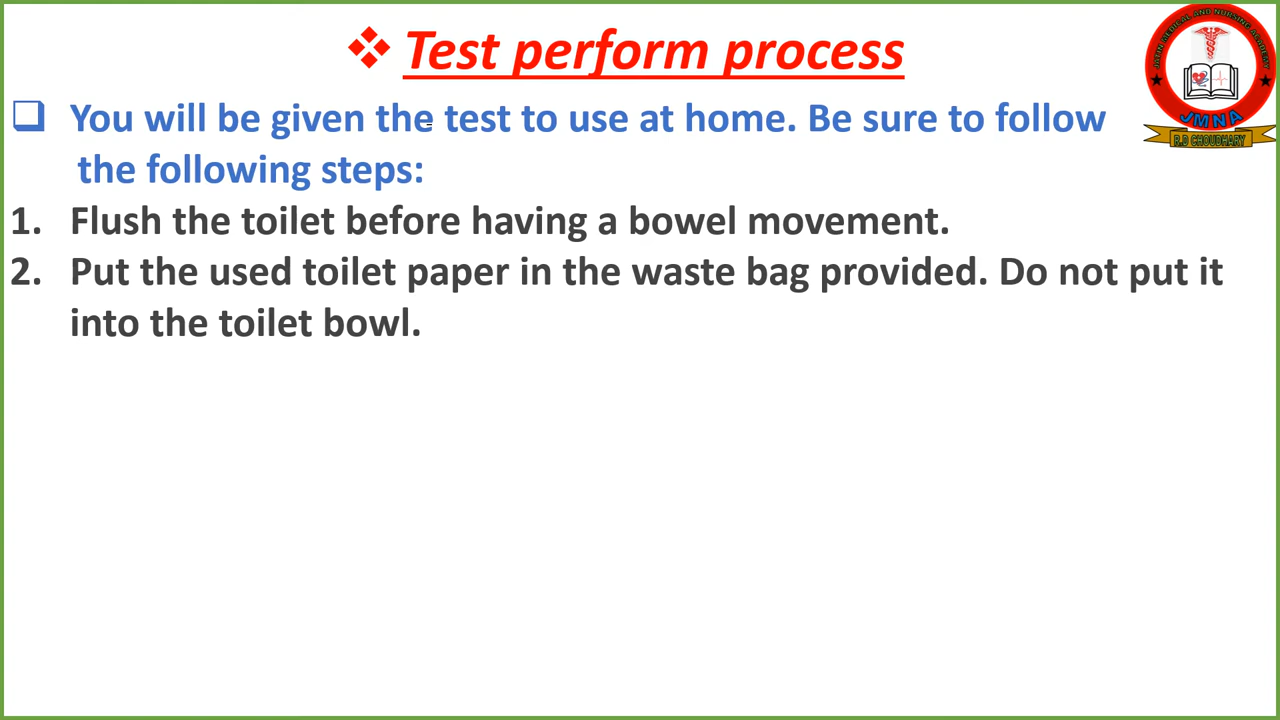 Test perform process
You will be given the test to use at home. Be sure to follow
the following steps:
1. Flush the toilet before having a bowel movement.
2. Put the used toilet paper in the waste bag provided. Do not put it
into the toilet bowl.
JMNA
R.D CHOUDHARY